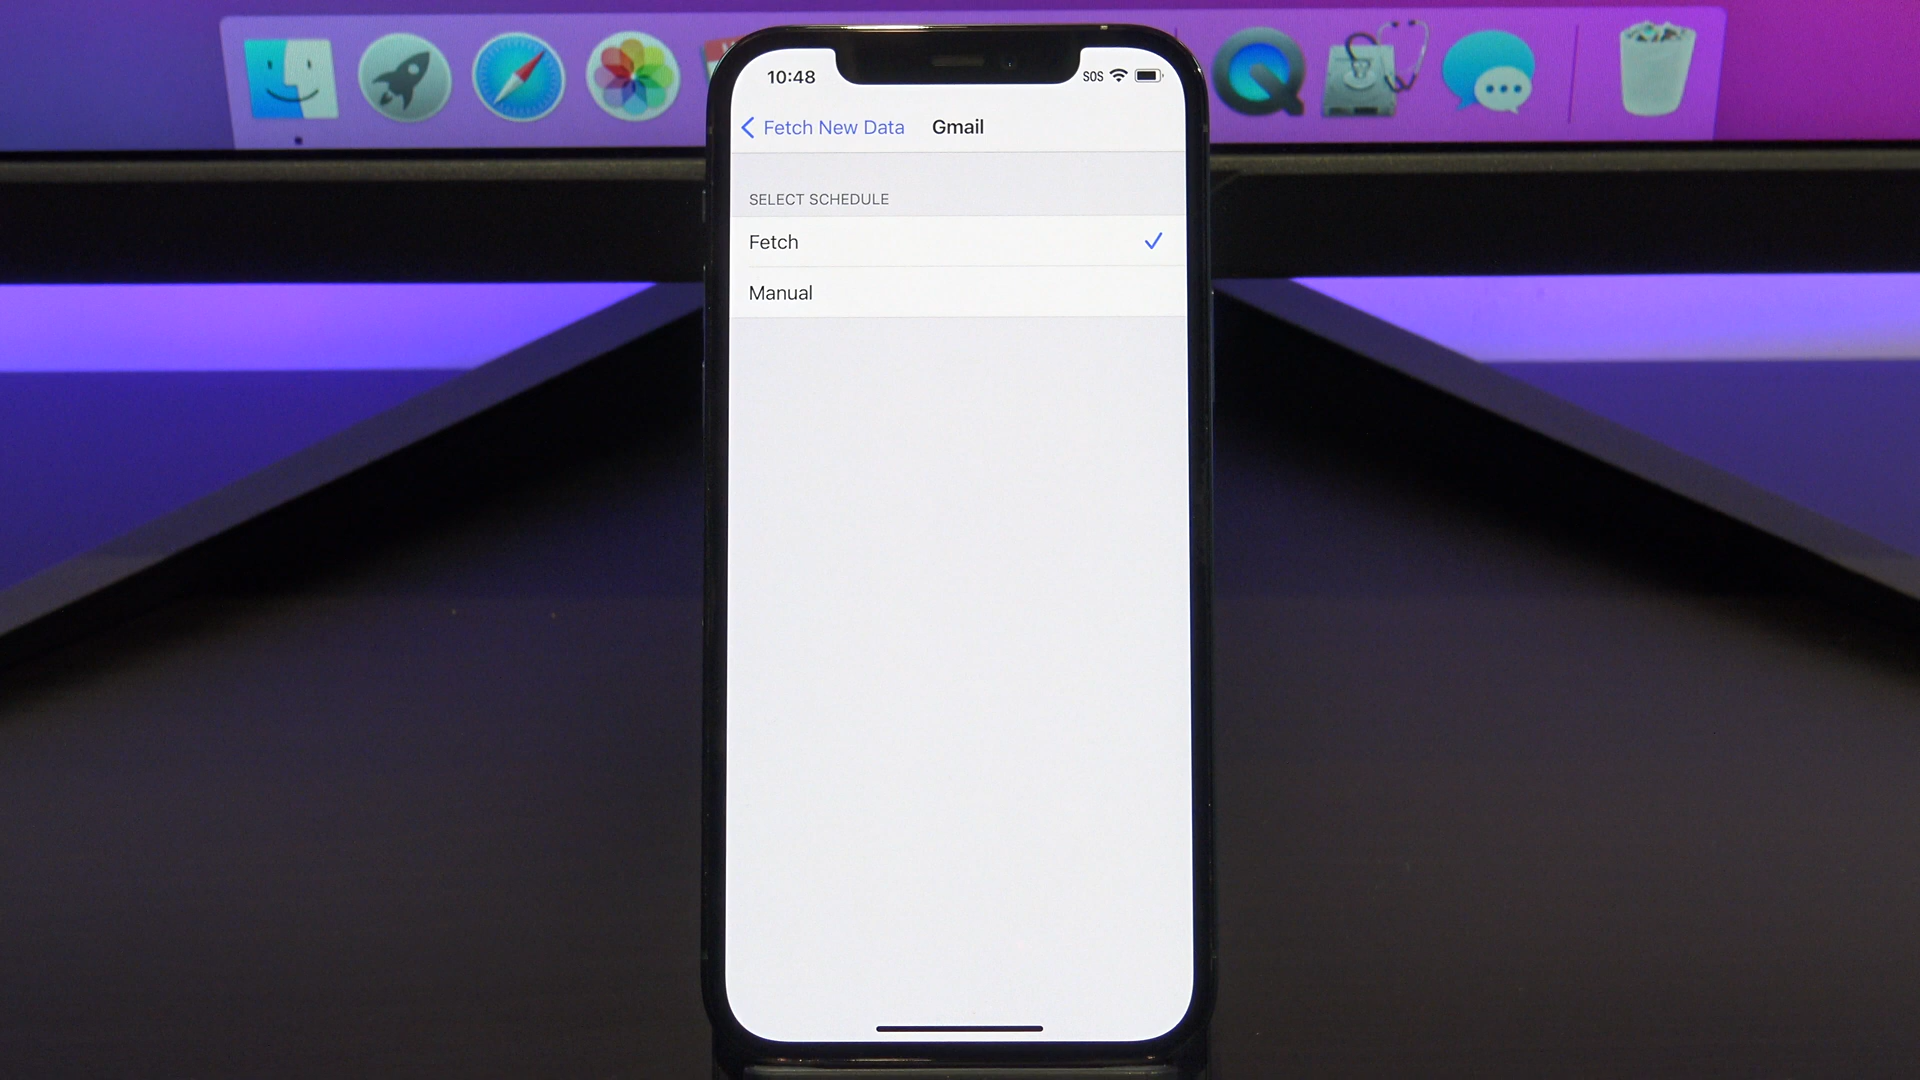 10:48
SOS
Fetch New Data
Gmail
SELECT SCHEDULE
Fetch
Manual